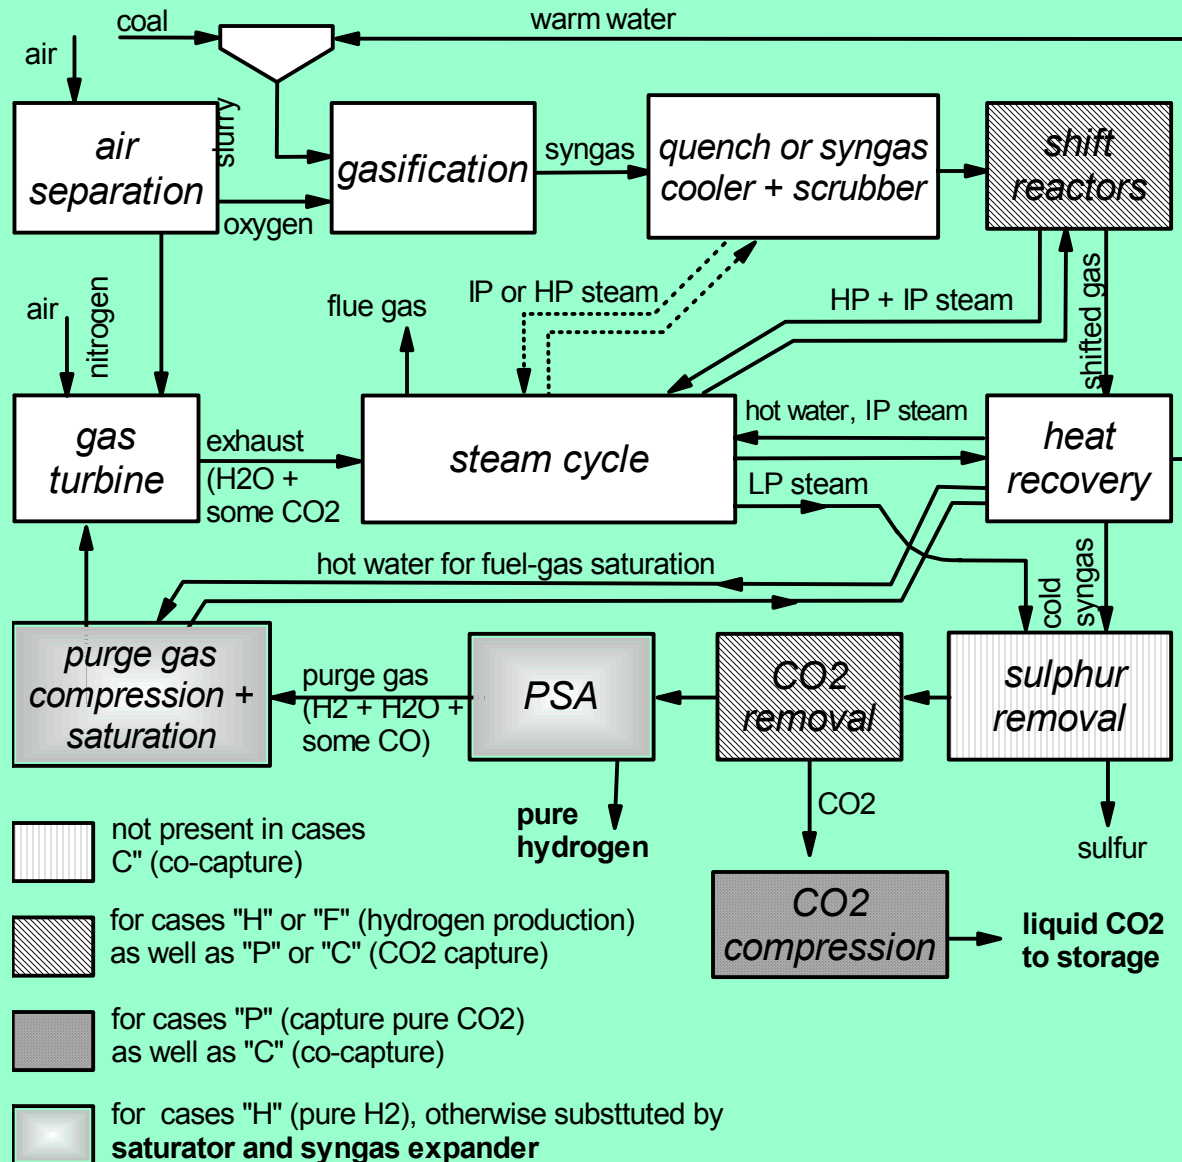 coal
warm water
air
air
separation
slurry
oxygen
gasification
syngas
quench or syngas
cooler + scrubber
shift
reactors
nitrogen
air
flue gas
IP or HP steam
HP + IP steam
shifted gas
gas
turbine
exhaust
(H2O +
some CO2
steam cycle
hot water, IP steam
LP steam
heat
recovery
hot water for fuel-gas saturation
cold
syngas
purge gas
compression +
saturation
purge gas
(H2 + H2O +
some CO)
PSA
CO2
removal
sulphur
removal
pure
hydrogen
CO2
sulfur
CO2
compression
liquid CO2
to storage
not present in cases
C" (co-capture)
for cases "H" or "F" (hydrogen production)
as well as "P" or "C" (CO2 capture)
for cases "P" (capture pure CO2)
as well as "C" (co-capture)
for cases "H" (pure H2), otherwise substtuted by
saturator and syngas expander